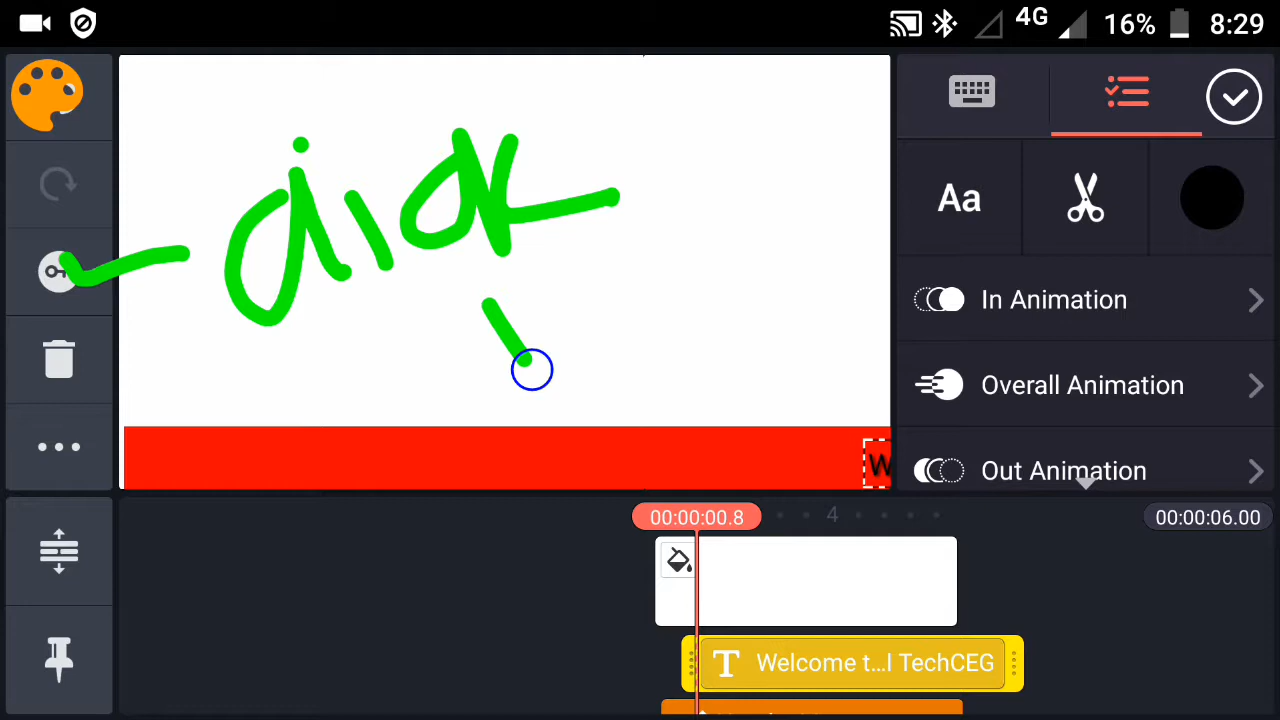 4G 16% 8:29
Aa
In Animation
Overall Animation
Out Animation
W
00:00:00.8
4
00:00:06.00
T Welcome t...l TechCEG